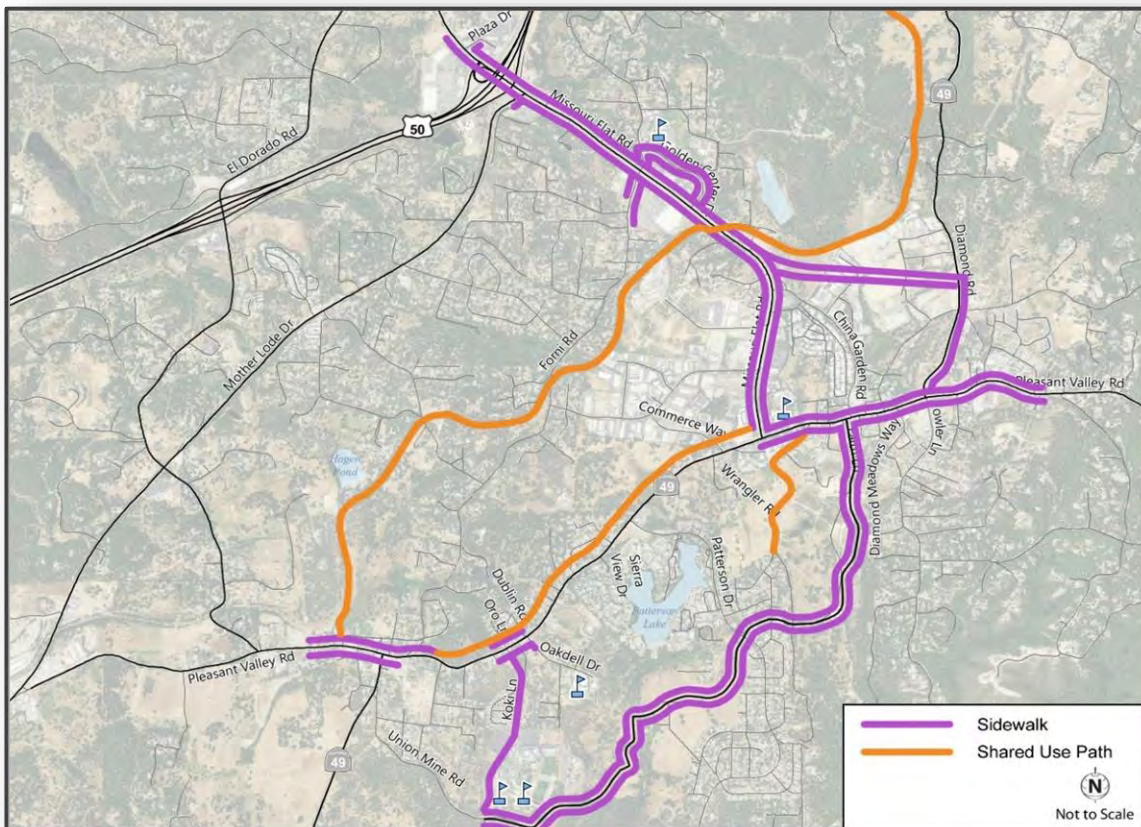 Plaza Dr
49
Missouri Flat Rd
50
El Dorado Rd
Golden Center
Diamond Rd
Mother Lode Dr
Forni Rd
China Garden Rd
Pleasant Valley Rd
Commerce Way
owler Ln
Diamond Meadows Way
Hagen
Pond
49
Wrangler Rd
Patterson Dr
Sierra
View Dr
Patterson
Lake
Dublin Rd
Oro Ln
Oakdell Dr
Pleasant Valley Rd
Koki Ln
Union Mine Rd
49
Sidewalk
Shared Use Path
N
Not to Scale